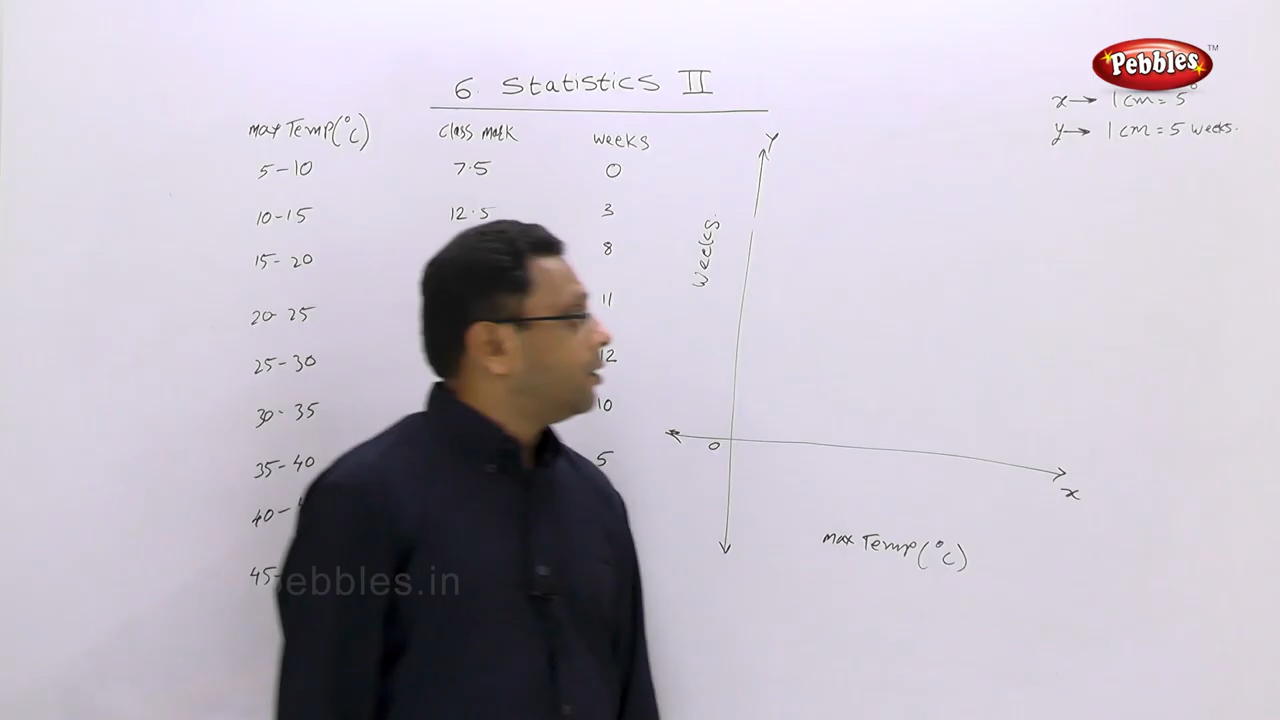 Pebbles™
6. Statistics II
x→ 1 cm = 5°
y→ 1 cm = 5 weeks.
max Temp(°C) class mark weeks
5-10 7.5 0
10-15 12.5 3
15-20 8
20-25 11
25-30 12
30-35 10
35-40 5
40-
45-
Y
weeks.
0
x
max Temp(°C)
pebbles.in